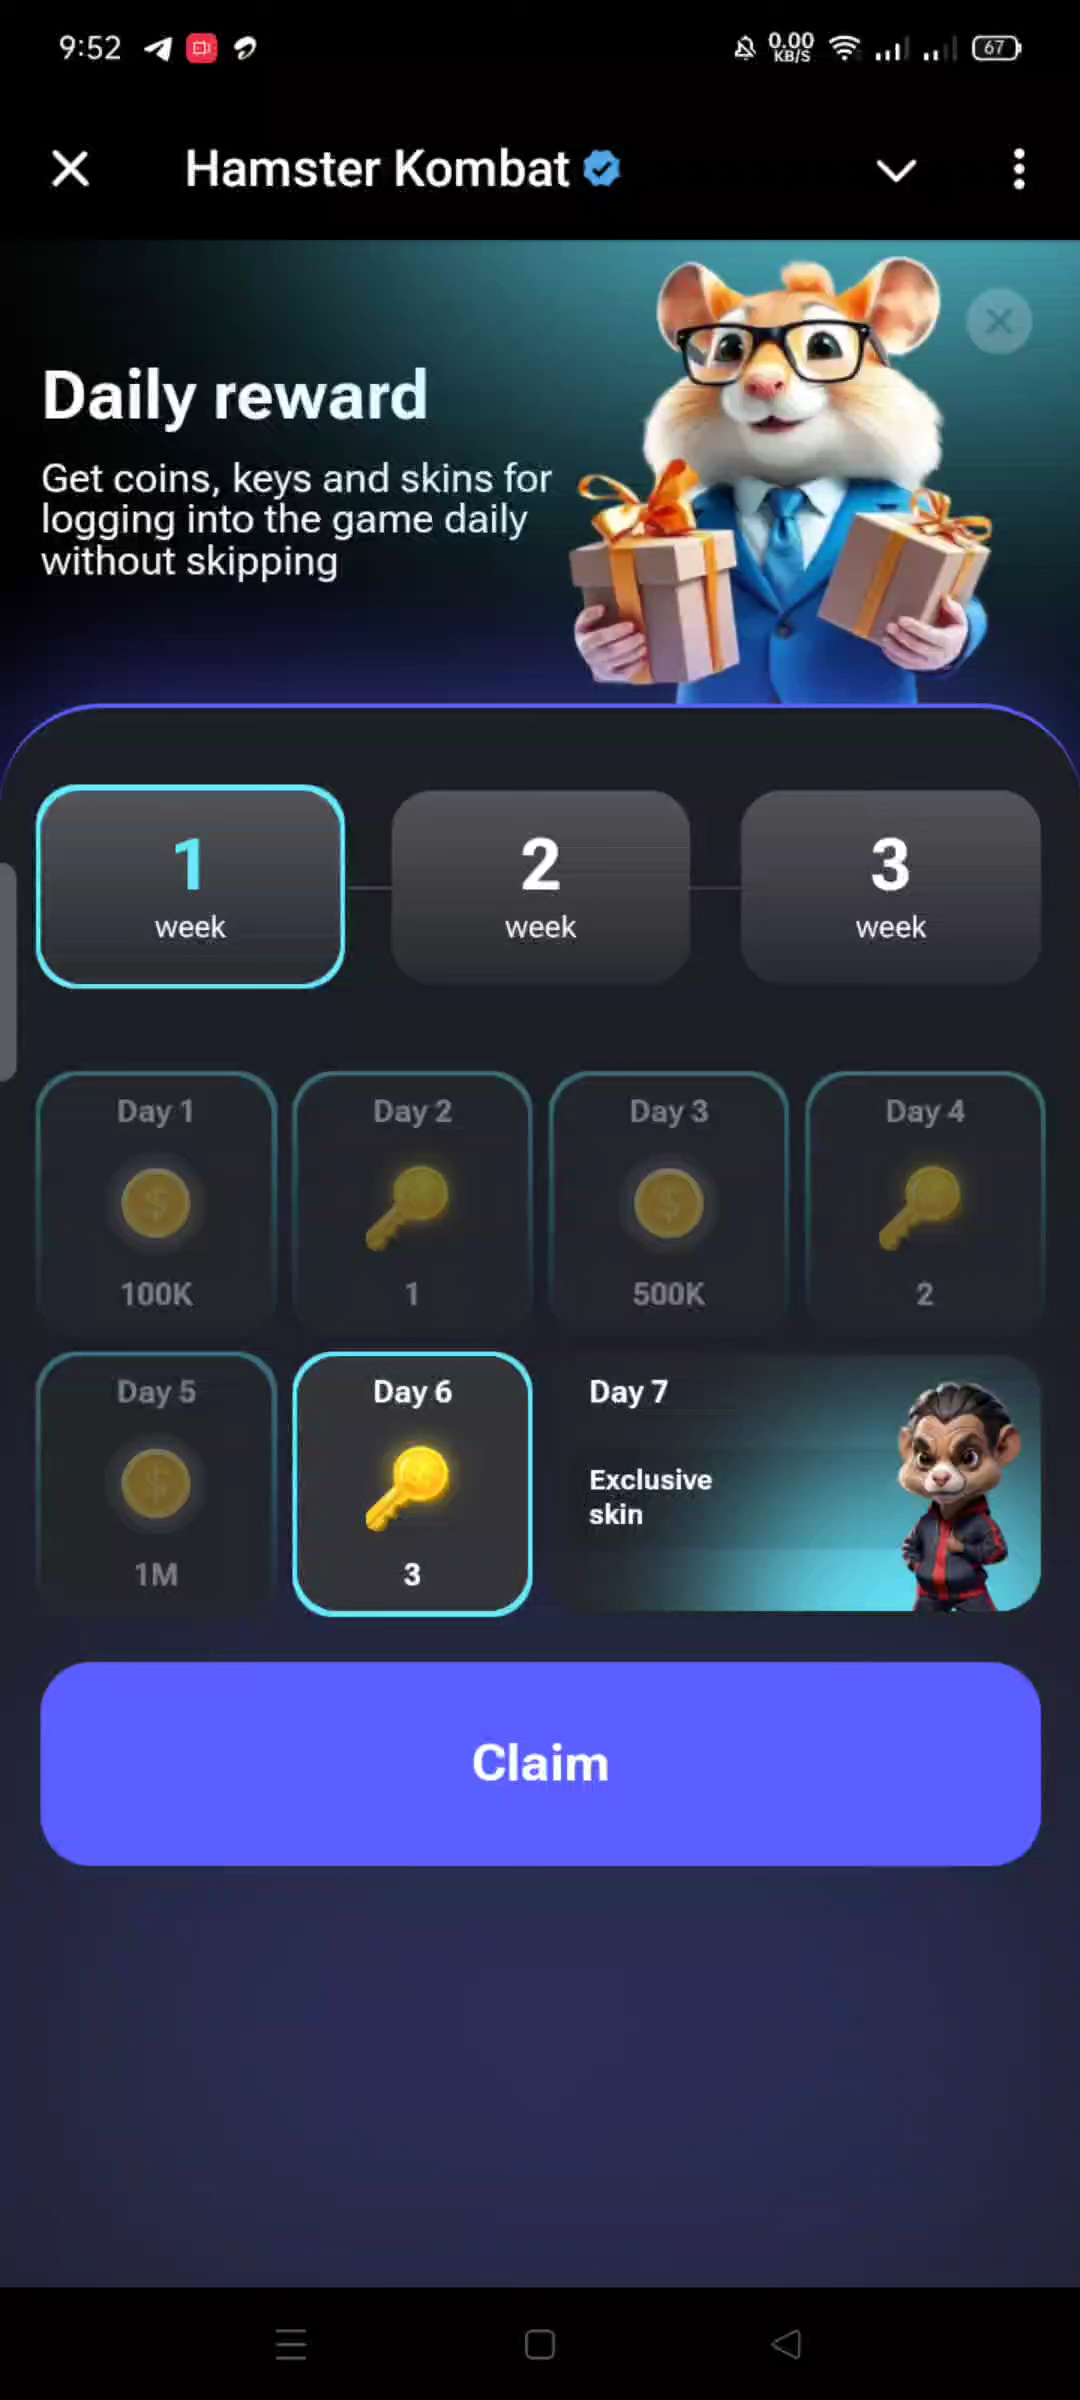 9:52
0.00
KB/S
67
Hamster Kombat
Daily reward
Get coins, keys and skins for
logging into the game daily
without skipping
1
week
2
week
3
week
Day 1
100K
Day 2
1
Day 3
500K
Day 4
2
Day 5
1M
Day 6
3
Day 7
Exclusive
skin
Claim